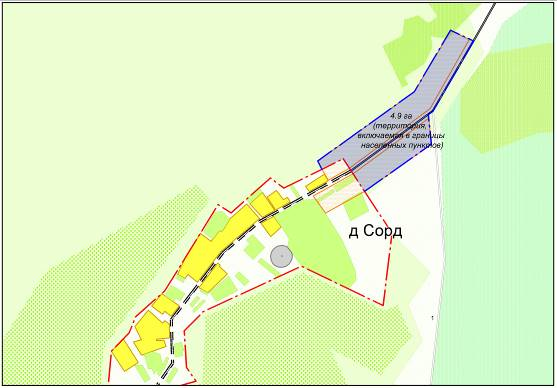 4.9 га
(территория,
включаемая в границы
населенных пунктов)
д Сорд